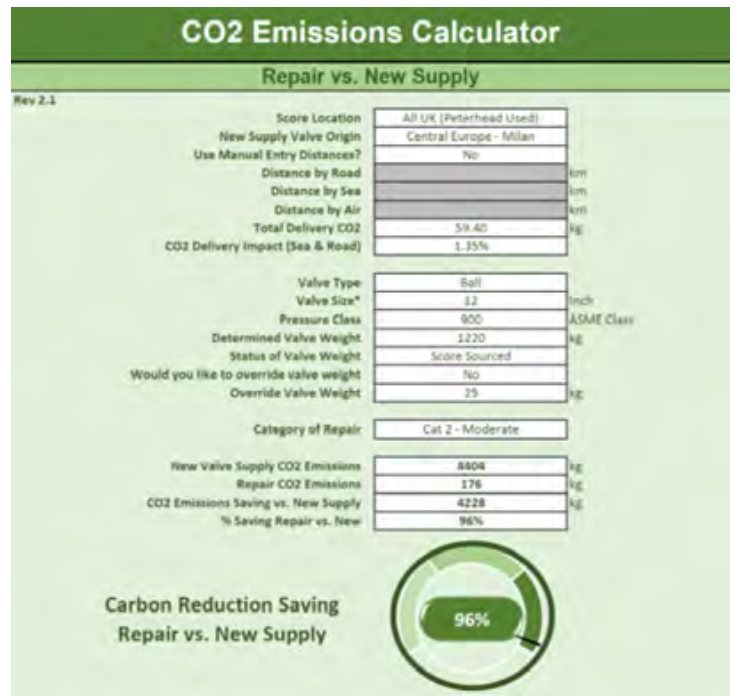 CO2 Emissions Calculator
Repair vs. New Supply
Rev 2.1
Score Location All UK (Peterhead Used)
New Supply Valve Origin Central Europe - Milan
Use Manual Entry Distances? No
Distance by Road km
Distance by Sea km
Distance by Air km
Total Delivery CO2 59.40 kg
CO2 Delivery Impact (Sea & Road) 1.35%
Valve Type Ball
Valve Size* 12 Inch
Pressure Class 900 ASME Class
Determined Valve Weight 1220 kg
Status of Valve Weight Score Sourced
Would you like to override valve weight No
Override Valve Weight 25 kg
Category of Repair Cat 2 - Moderate
New Valve Supply CO2 Emissions 4404 kg
Repair CO2 Emissions 176 kg
CO2 Emissions Saving vs. New Supply 4228 kg
% Saving Repair vs. New 96%
Carbon Reduction Saving
Repair vs. New Supply
96%